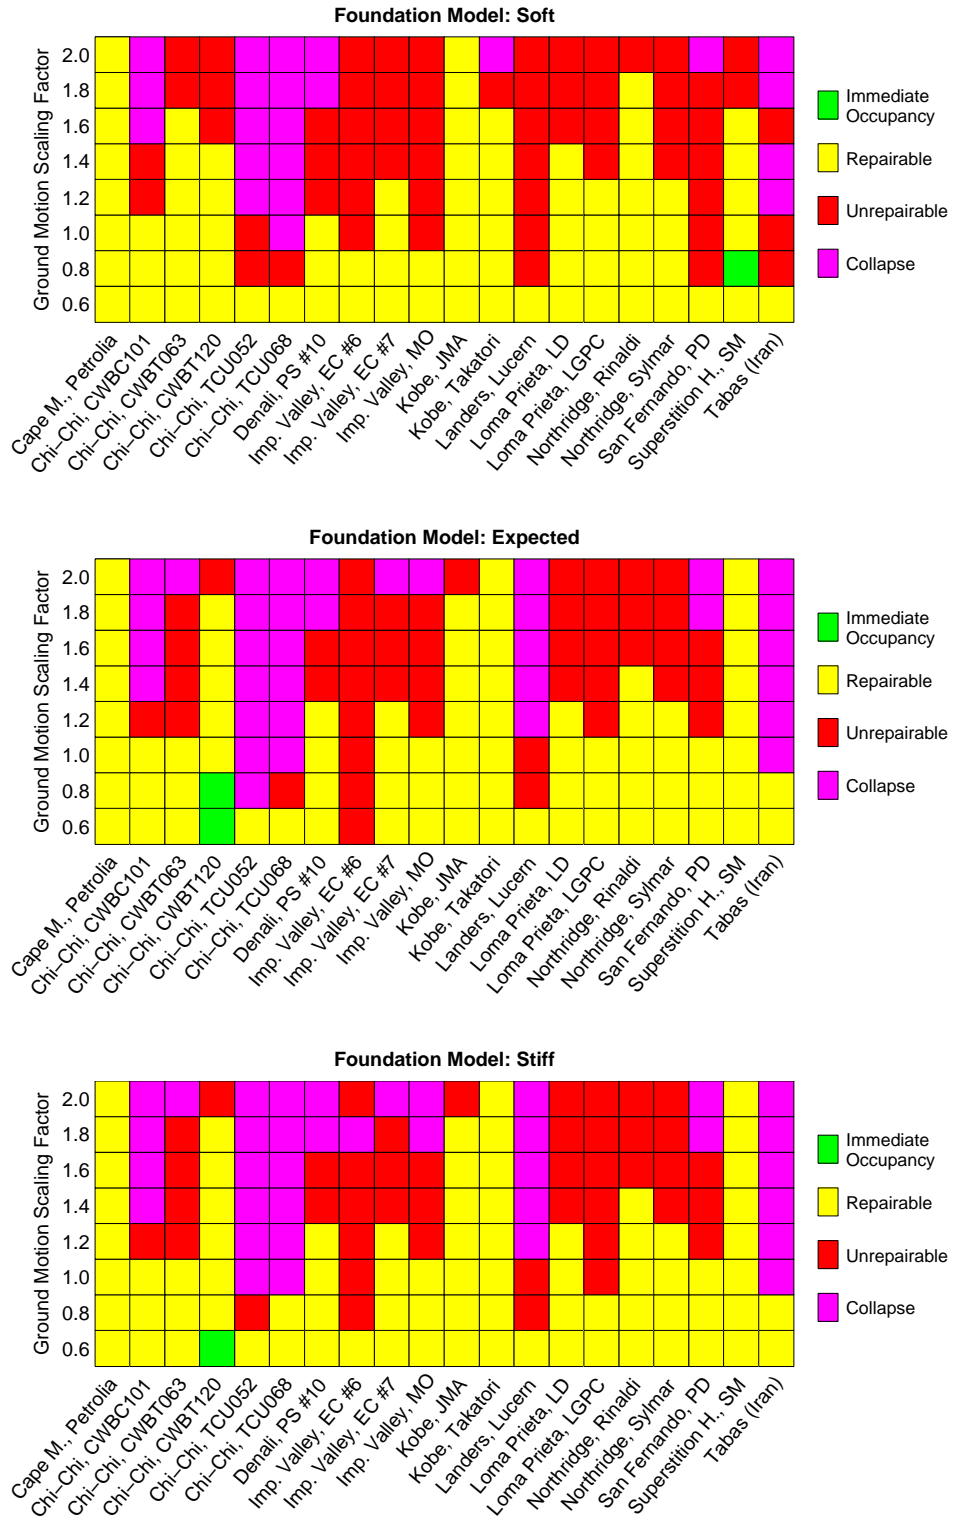 Foundation Model: Soft
Ground Motion Scaling Factor
2.0
1.8
1.6
1.4
1.2
1.0
0.8
0.6
Cape M., Petrolia
Chi−Chi, CWBC101
Chi−Chi, CWBT063
Chi−Chi, CWBT120
Chi−Chi, TCU052
Chi−Chi, TCU068
Denali, PS #10
Imp. Valley, EC #6
Imp. Valley, EC #7
Imp. Valley, MO
Kobe, JMA
Kobe, Takatori
Landers, Lucern
Loma Prieta, LD
Loma Prieta, LGPC
Northridge, Rinaldi
Northridge, Sylmar
San Fernando, PD
Superstition H., SM
Tabas (Iran)
Immediate
Occupancy
Repairable
Unrepairable
Collapse
Foundation Model: Expected
Ground Motion Scaling Factor
2.0
1.8
1.6
1.4
1.2
1.0
0.8
0.6
Cape M., Petrolia
Chi−Chi, CWBC101
Chi−Chi, CWBT063
Chi−Chi, CWBT120
Chi−Chi, TCU052
Chi−Chi, TCU068
Denali, PS #10
Imp. Valley, EC #6
Imp. Valley, EC #7
Imp. Valley, MO
Kobe, JMA
Kobe, Takatori
Landers, Lucern
Loma Prieta, LD
Loma Prieta, LGPC
Northridge, Rinaldi
Northridge, Sylmar
San Fernando, PD
Superstition H., SM
Tabas (Iran)
Immediate
Occupancy
Repairable
Unrepairable
Collapse
Foundation Model: Stiff
Ground Motion Scaling Factor
2.0
1.8
1.6
1.4
1.2
1.0
0.8
0.6
Cape M., Petrolia
Chi−Chi, CWBC101
Chi−Chi, CWBT063
Chi−Chi, CWBT120
Chi−Chi, TCU052
Chi−Chi, TCU068
Denali, PS #10
Imp. Valley, EC #6
Imp. Valley, EC #7
Imp. Valley, MO
Kobe, JMA
Kobe, Takatori
Landers, Lucern
Loma Prieta, LD
Loma Prieta, LGPC
Northridge, Rinaldi
Northridge, Sylmar
San Fernando, PD
Superstition H., SM
Tabas (Iran)
Immediate
Occupancy
Repairable
Unrepairable
Collapse